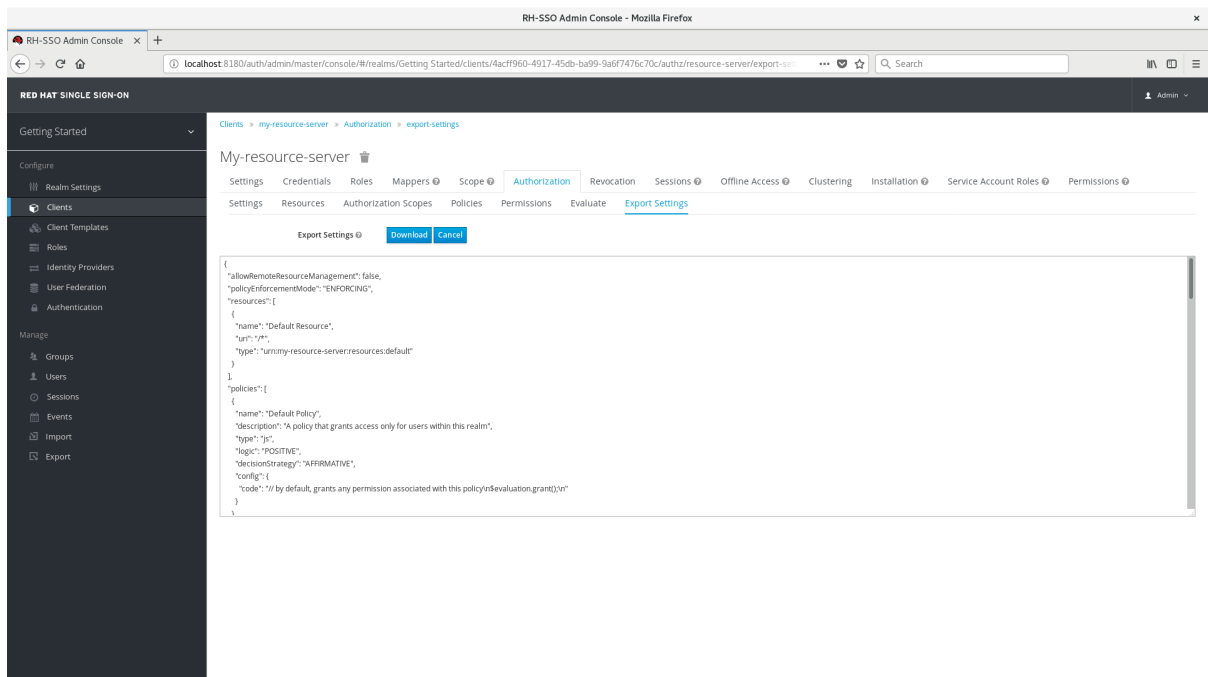 RH-SSO Admin Console - Mozilla Firefox
RH-SSO Admin Console
localhost:8180/auth/admin/master/console/#/realms/Getting Started/clients/4acff960-4917-45db-ba99-9a6f7476c70c/authz/resource-server/export-set
Search
RED HAT SINGLE SIGN-ON
Admin
Getting Started
Clients » my-resource-server » Authorization » export-settings
My-resource-server
Configure
Realm Settings
Clients
Client Templates
Roles
Identity Providers
User Federation
Authentication
Manage
Groups
Users
Sessions
Events
Import
Export
Settings Credentials Roles Mappers Scope Authorization Revocation Sessions Offline Access Clustering Installation Service Account Roles Permissions
Settings Resources Authorization Scopes Policies Permissions Evaluate Export Settings
Export Settings Download Cancel
{
"allowRemoteResourceManagement": false,
"policyEnforcementMode": "ENFORCING",
"resources": [
{
"name": "Default Resource",
"uri": "/*",
"type": "urn:my-resource-server:resources:default"
}
],
"policies": [
{
"name": "Default Policy",
"description": "A policy that grants access only for users within this realm",
"type": "js",
"logic": "POSITIVE",
"decisionStrategy": "AFFIRMATIVE",
"config": {
"code": "// by default, grants any permission associated with this policy\n$evaluation.grant();\n"
}
}